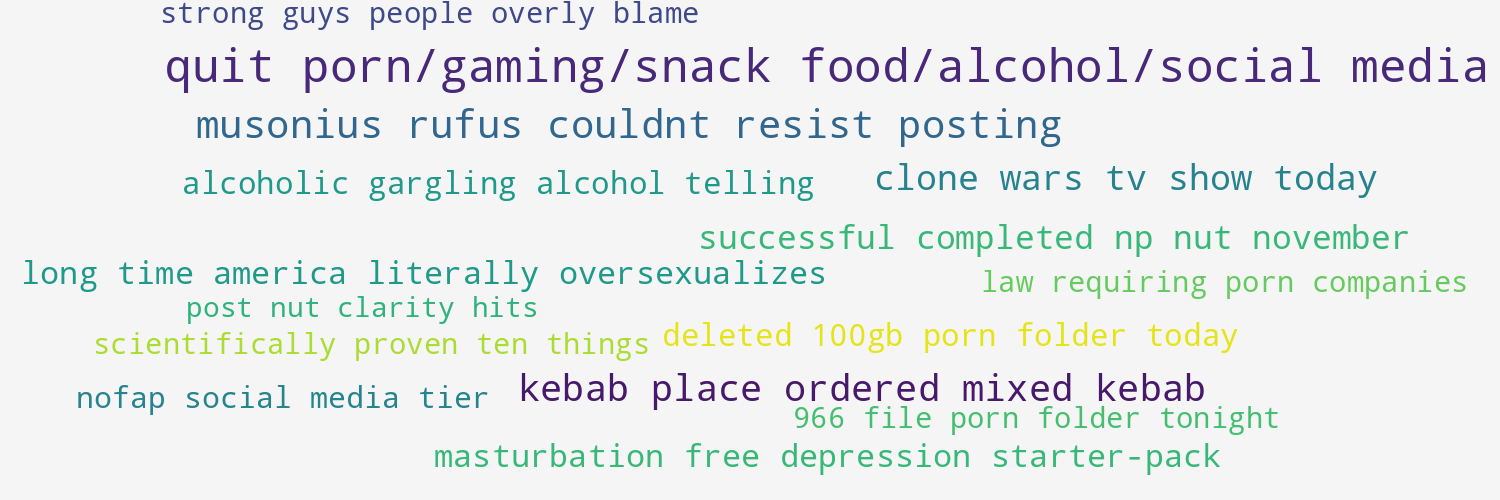 strong guys people overly blame
quit porn/gaming/snack food/alcohol/social media
musonius rufus couldnt resist posting
alcoholic gargling alcohol telling
clone wars tv show today
successful completed np nut november
long time america literally oversexualizes
law requiring porn companies
post nut clarity hits
deleted 100gb porn folder today
scientifically proven ten things
kebab place ordered mixed kebab
nofap social media tier
966 file porn folder tonight
masturbation free depression starter-pack